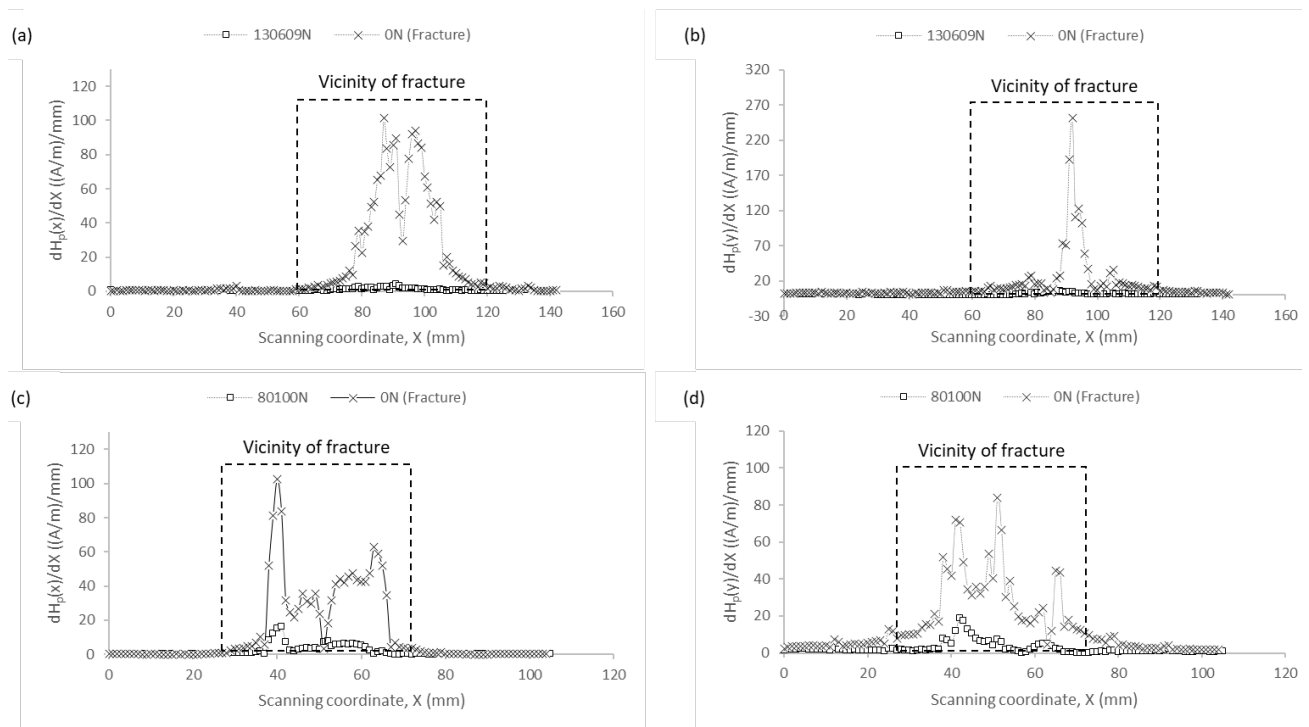 (a)
130609N
0N (Fracture)
Vicinity of fracture
dHp(x)/dX ((A/m)/mm)
120
100
80
60
40
20
0
0 20 40 60 80 100 120 140 160
Scanning coordinate, X (mm)
(b)
130609N
0N (Fracture)
Vicinity of fracture
dHp(y)/dX ((A/m)/mm)
320
270
220
170
120
70
20
-30
0 20 40 60 80 100 120 140 160
Scanning coordinate, X (mm)
(c)
80100N
0N (Fracture)
Vicinity of fracture
dHp(x)/dX ((A/m)/mm)
120
100
80
60
40
20
0
0 20 40 60 80 100 120
Scanning coordinate, X (mm)
(d)
80100N
0N (Fracture)
Vicinity of fracture
dHp(y)/dX ((A/m)/mm)
120
100
80
60
40
20
0
0 20 40 60 80 100 120
Scanning coordinate, X (mm)